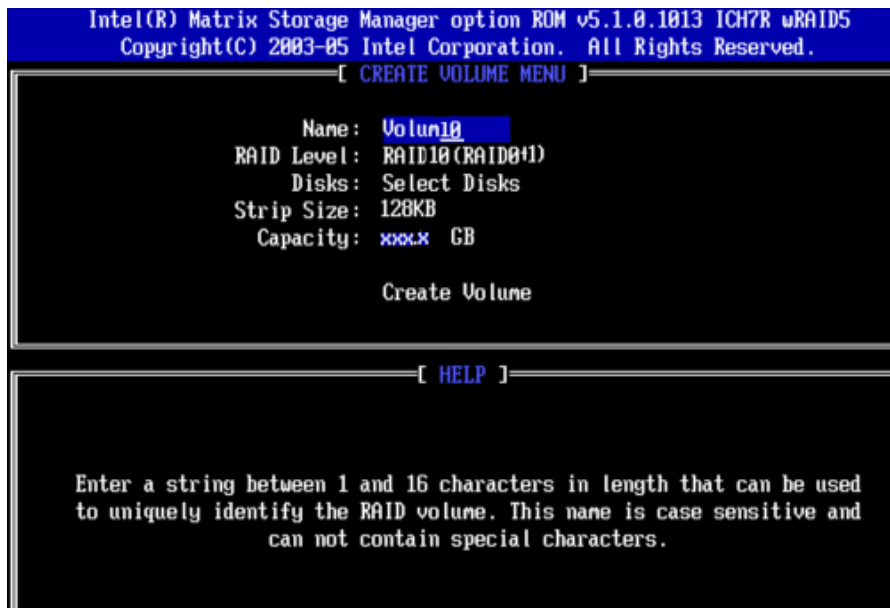 Intel(R) Matrix Storage Manager option ROM v5.1.0.1013 ICH7R wRAID5
Copyright(C) 2003-05 Intel Corporation. All Rights Reserved.
[ CREATE VOLUME MENU ]
Name: Volum10
RAID Level: RAID10(RAID0+1)
Disks: Select Disks
Strip Size: 128KB
Capacity: xxx.x GB
Create Volume
[ HELP ]
Enter a string between 1 and 16 characters in length that can be used
to uniquely identify the RAID volume. This name is case sensitive and
can not contain special characters.